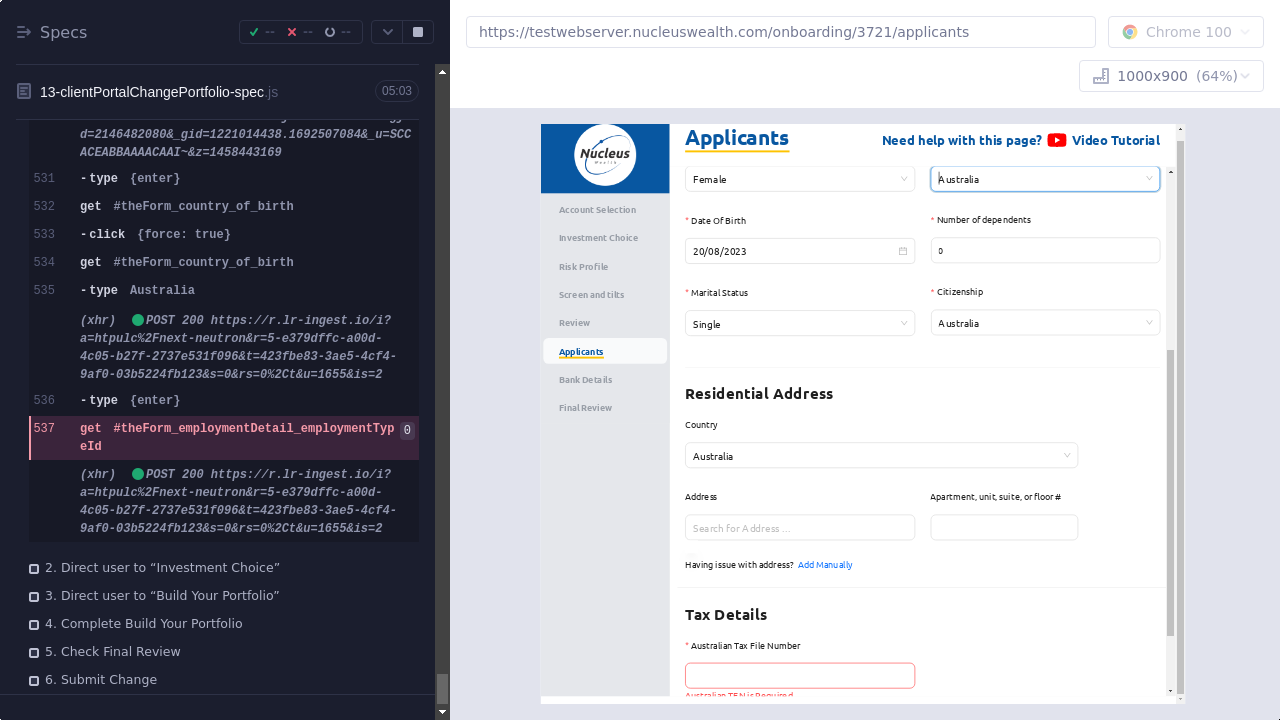 Specs
-- -- --
13-clientPortalChangePortfolio-spec.js
05:03
d=2146482080&_gid=1221014438.1692507084&_u=SCC
CAEABBAAAACAAI~&z=1458443169
531 -type {enter}
532 get #theForm_country_of_birth
533 -click {force: true}
534 get #theForm_country_of_birth
535 -type Australia
(xhr) POST 200 https://r.lr-ingest.io/i?
a=htpulc%2Fnext-neutron&r=5-e379dffc-a00d-
4c05-b27f-2737e531f096&t=423fbe83-3ae5-4cf4-
9af0-03b5224fb123&s=0&rs=0%2Ct&u=1655&is=2
536 -type {enter}
537 get #theForm_employmentDetail_employmentTyp
eId
0
(xhr) POST 200 https://r.lr-ingest.io/i?
a=htpulc%2Fnext-neutron&r=5-e379dffc-a00d-
4c05-b27f-2737e531f096&t=423fbe83-3ae5-4cf4-
9af0-03b5224fb123&s=0&rs=0%2Ct&u=1655&is=2
2. Direct user to “Investment Choice”
3. Direct user to “Build Your Portfolio”
4. Complete Build Your Portfolio
5. Check Final Review
6. Submit Change
https://testwebserver.nucleuswealth.com/onboarding/3721/applicants
Chrome 100
1000x900 (64%)
Nucleus
Wealth
Account Selection
Investment Choice
Risk Profile
Screen and tilts
Review
Applicants
Bank Details
Final Review
Applicants
Need help with this page? Video Tutorial
Female
Australia
* Date Of Birth
* Number of dependents
20/08/2023
0
* Marital Status
* Citizenship
Single
Australia
Residential Address
Country
Australia
Address
Apartment, unit, suite, or floor #
Search for Address ...
Having issue with address? Add Manually
Tax Details
* Australian Tax File Number
Australian TFN is Required